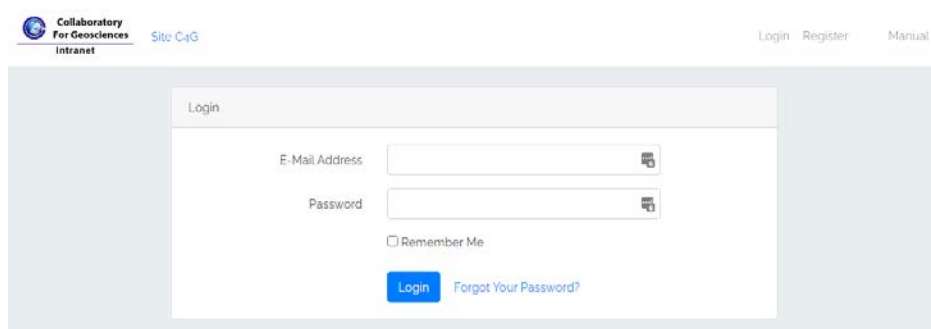 Collaboratory
For Geosciences
Intranet
Site C4G
Login Register Manual
Login
E-Mail Address
Password
Remember Me
Login Forgot Your Password?